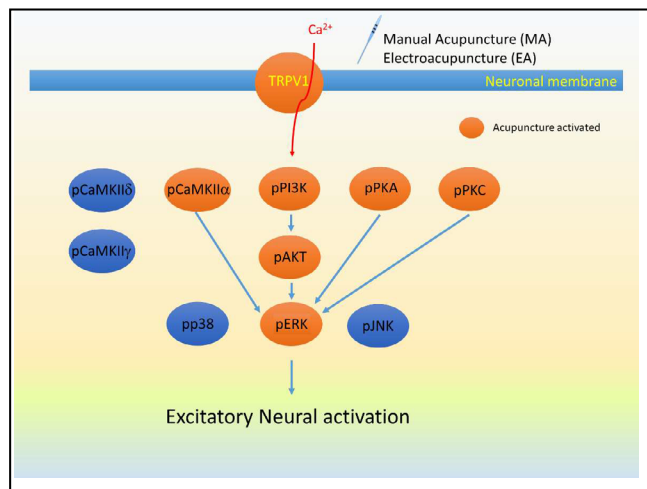 Ca²⁺
Manual Acupuncture (MA)
Electroacupuncture (EA)
TRPV1
Neuronal membrane
Acupuncture activated
pCaMKIIδ
pCaMKIIα
pPI3K
pPKA
pPKC
pCaMKIIγ
pAKT
pp38
pERK
pJNK
Excitatory Neural activation